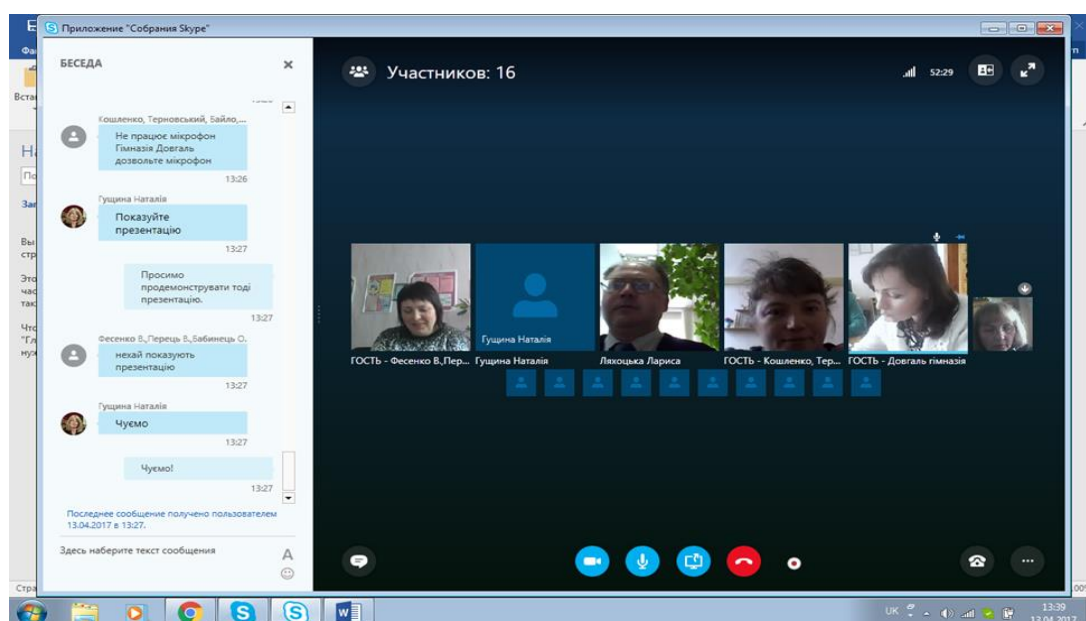 Приложение "Собрания Skype"
БЕСЕДА
Кошленко, Терновський, Байло,...
Не працює мікрофон
Гімназія Довгаль
дозвольте мікрофон
13:26
Гущина Наталія
Показуйте
презентацію
13:27
Просимо
продемонструвати тоді
презентацію.
13:27
Фесенко В.,Перець В.,Бабинець О.
нехай показують
презентацію
13:27
Гущина Наталія
Чуємо
13:27
Чуємо!
13:27
Последнее сообщение получено пользователем
13.04.2017 в 13:27.
Здесь наберите текст сообщения
Участников: 16
52:29
Гущина Наталія
ГОСТЬ - Фесенко В.,Пер...
Гущина Наталія
Ляхоцька Лариса
ГОСТЬ - Кошленко, Тер...
ГОСТЬ - Довгаль гімназія
UK
13:39
13.04.2017